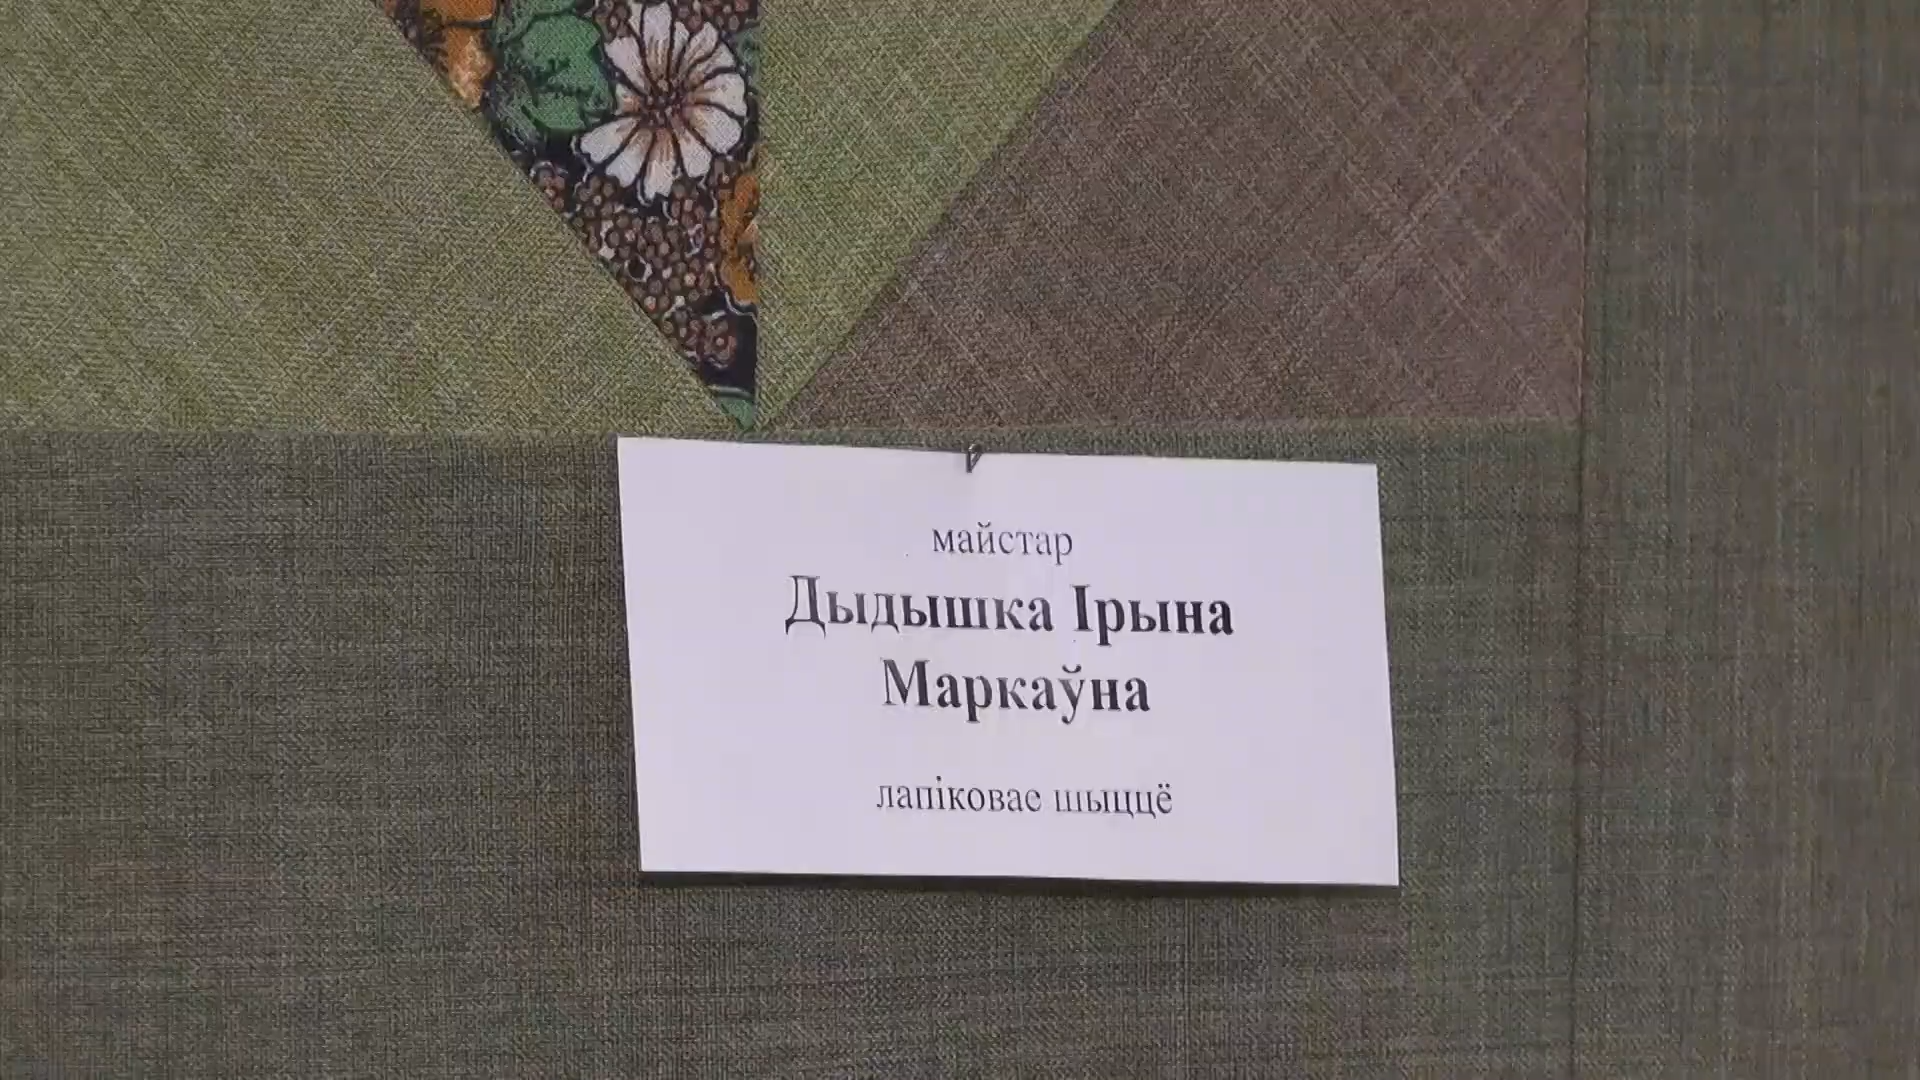 майстар
Дыдышка Ірына
Маркаўна
лапіковае шыццё